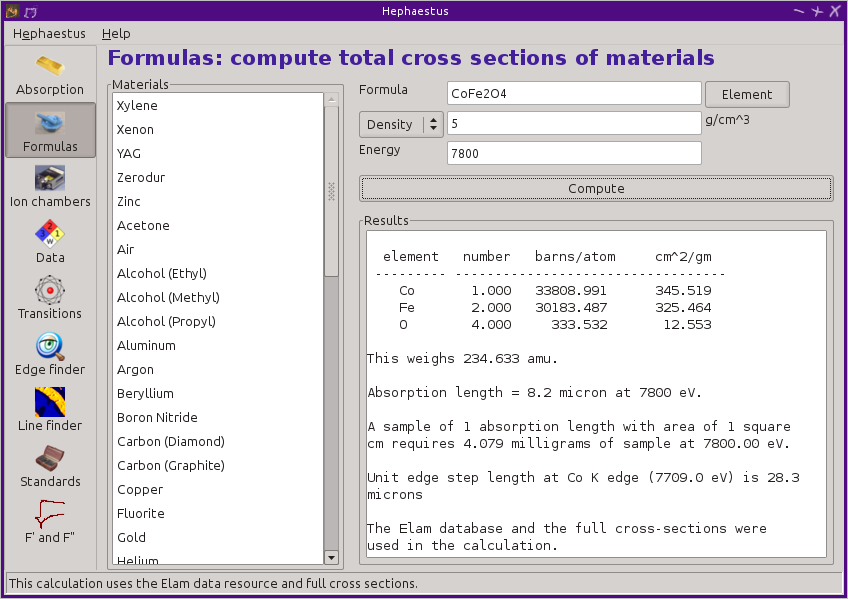 Hephaestus
Hephaestus Help
Absorption
Formulas
Ion chambers
Data
Transitions
Edge finder
Line finder
Standards
F' and F"
Formulas: compute total cross sections of materials
Materials
Xylene
Xenon
YAG
Zerodur
Zinc
Acetone
Air
Alcohol (Ethyl)
Alcohol (Methyl)
Alcohol (Propyl)
Aluminum
Argon
Beryllium
Boron Nitride
Carbon (Diamond)
Carbon (Graphite)
Copper
Fluorite
Gold
Helium
Formula CoFe2O4 Element
Density 5 g/cm^3
Energy 7800
Compute
Results
element number barns/atom cm^2/gm
--------- ----------------------------------
Co 1.000 33808.991 345.519
Fe 2.000 30183.487 325.464
O 4.000 333.532 12.553
This weighs 234.633 amu.
Absorption length = 8.2 micron at 7800 eV.
A sample of 1 absorption length with area of 1 square
cm requires 4.079 milligrams of sample at 7800.00 eV.
Unit edge step length at Co K edge (7709.0 eV) is 28.3
microns
The Elam database and the full cross-sections were
used in the calculation.
This calculation uses the Elam data resource and full cross sections.